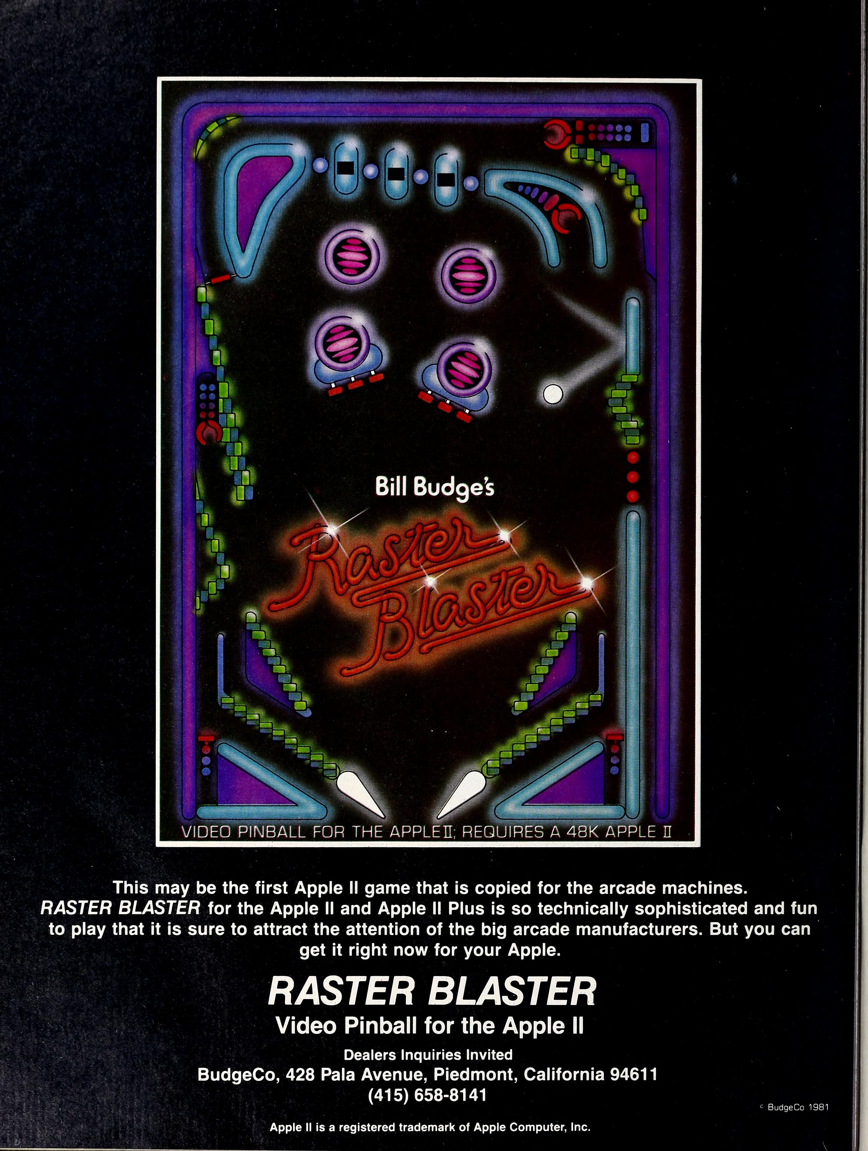 Bill Budge's
Raster
Blaster
VIDEO PINBALL FOR THE APPLE II; REQUIRES A 48K APPLE II
This may be the first Apple II game that is copied for the arcade machines.
RASTER BLASTER for the Apple II and Apple II Plus is so technically sophisticated and fun
to play that it is sure to attract the attention of the big arcade manufacturers. But you can
get it right now for your Apple.
RASTER BLASTER
Video Pinball for the Apple II
Dealers Inquiries Invited
BudgeCo, 428 Pala Avenue, Piedmont, California 94611
(415) 658-8141
© BudgeCo 1981
Apple II is a registered trademark of Apple Computer, Inc.